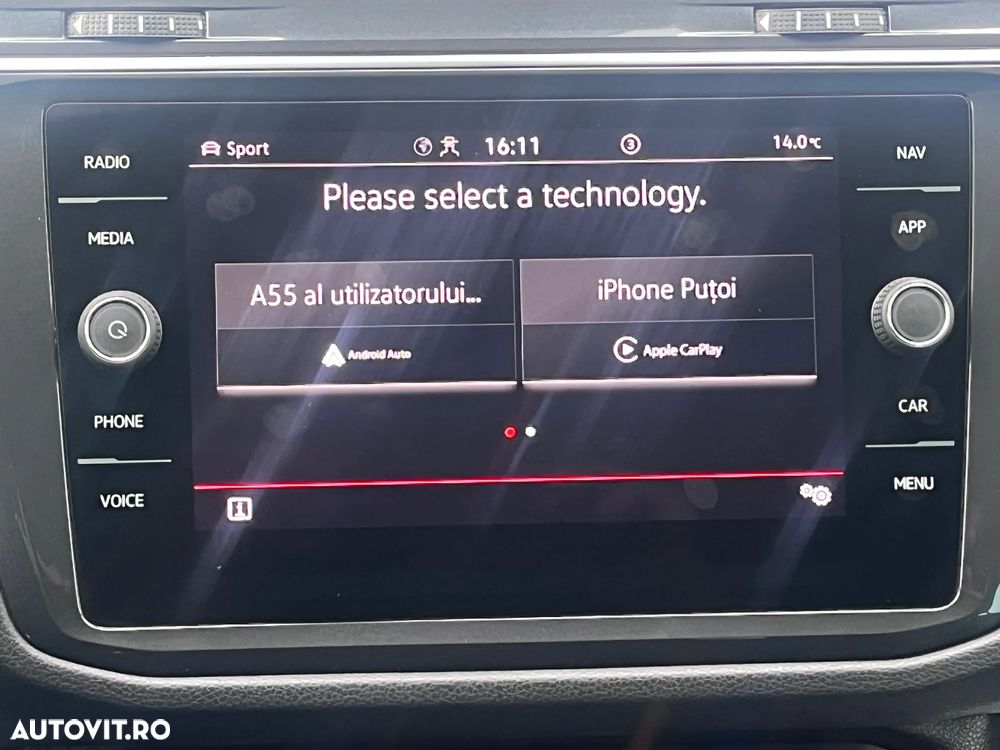 RADIO
MEDIA
PHONE
VOICE
Sport
16:11
3
14.0°C
Please select a technology.
A55 al utilizatorului...
Android Auto
iPhone Puțoi
Apple CarPlay
NAV
APP
CAR
MENU
AUTOVIT.RO